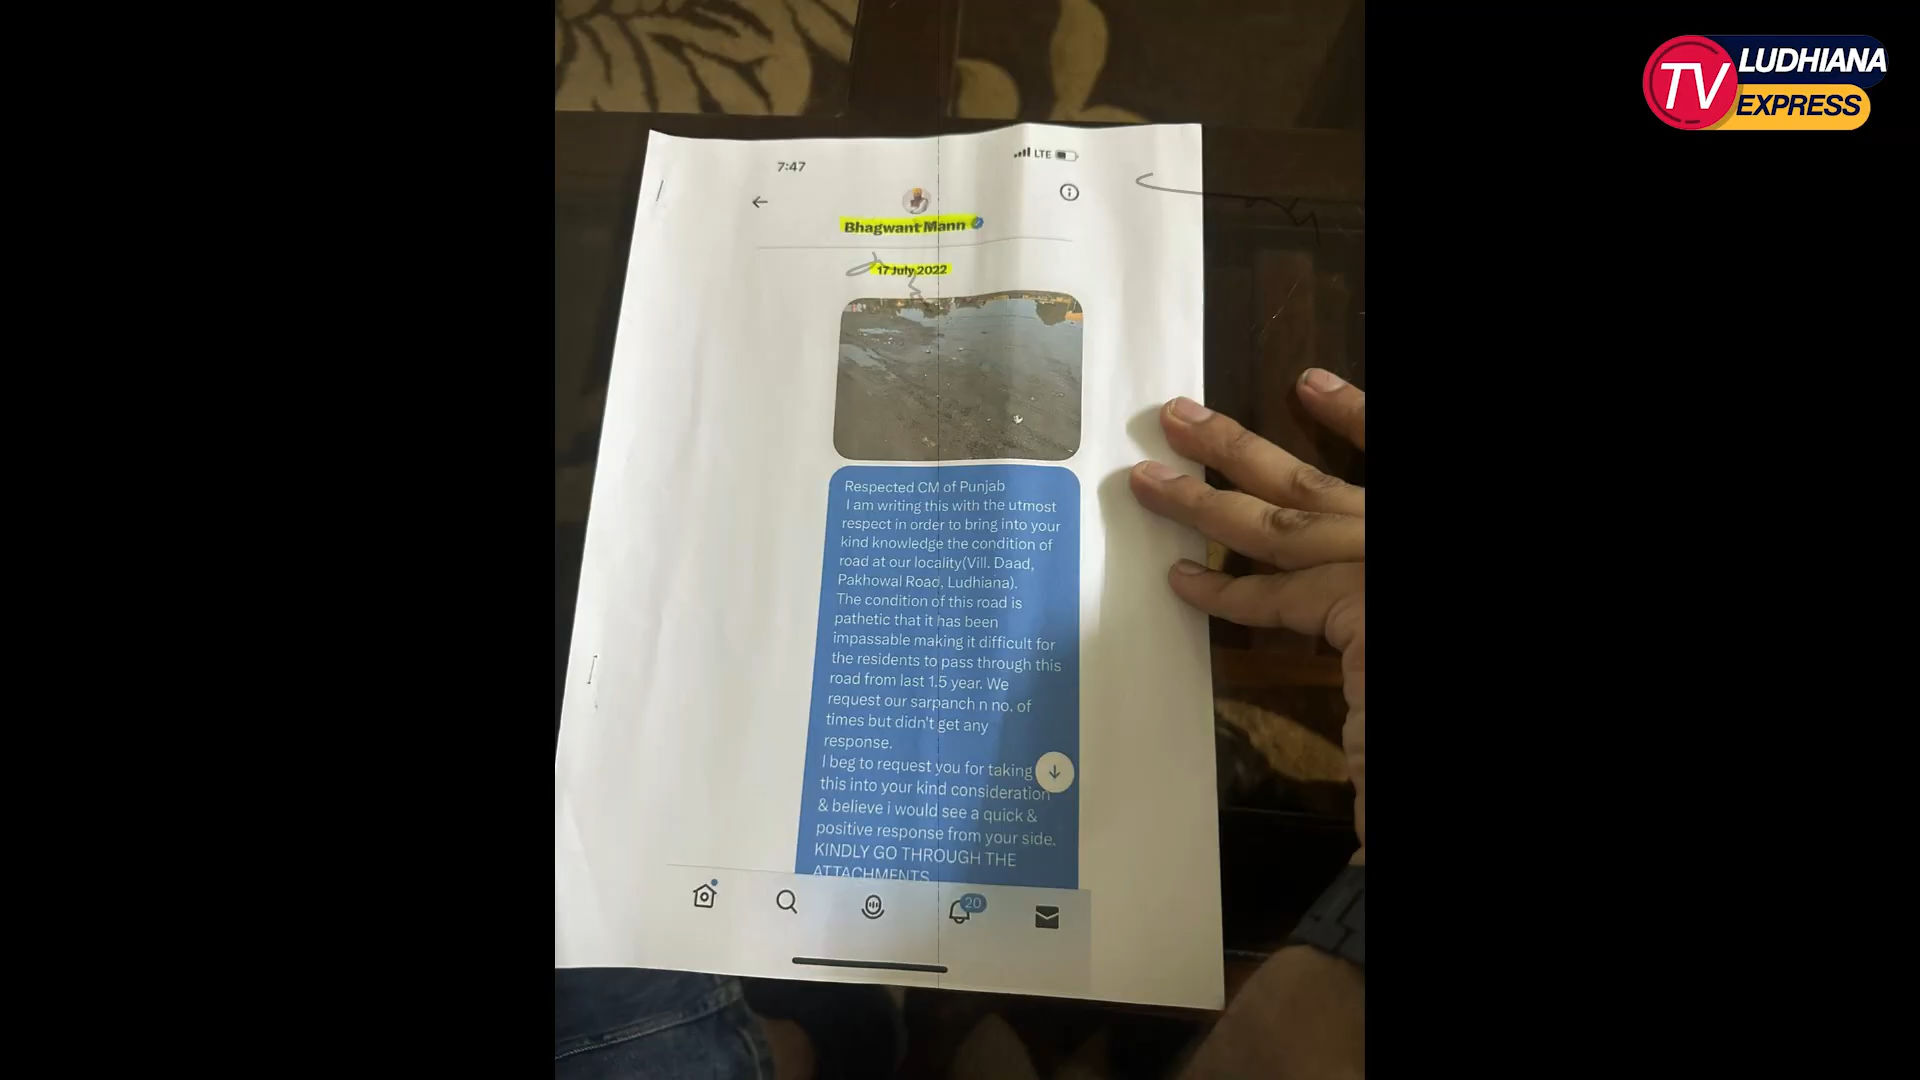 TV LUDHIANA
EXPRESS
7:47
LTE
Bhagwant Mann
17 July 2022
Respected CM of Punjab
I am writing this with the utmost
respect in order to bring into your
kind knowledge the condition of
road at our locality(Vill. Daad,
Pakhowal Road, Ludhiana).
The condition of this road is
pathetic that it has been
impassable making it difficult for
the residents to pass through this
road from last 1.5 year. We
request our sarpanch n no. of
times but didn't get any
response.
I beg to request you for taking
this into your kind consideration
& believe i would see a quick &
positive response from your side.
KINDLY GO THROUGH THE
ATTACHMENTS
20